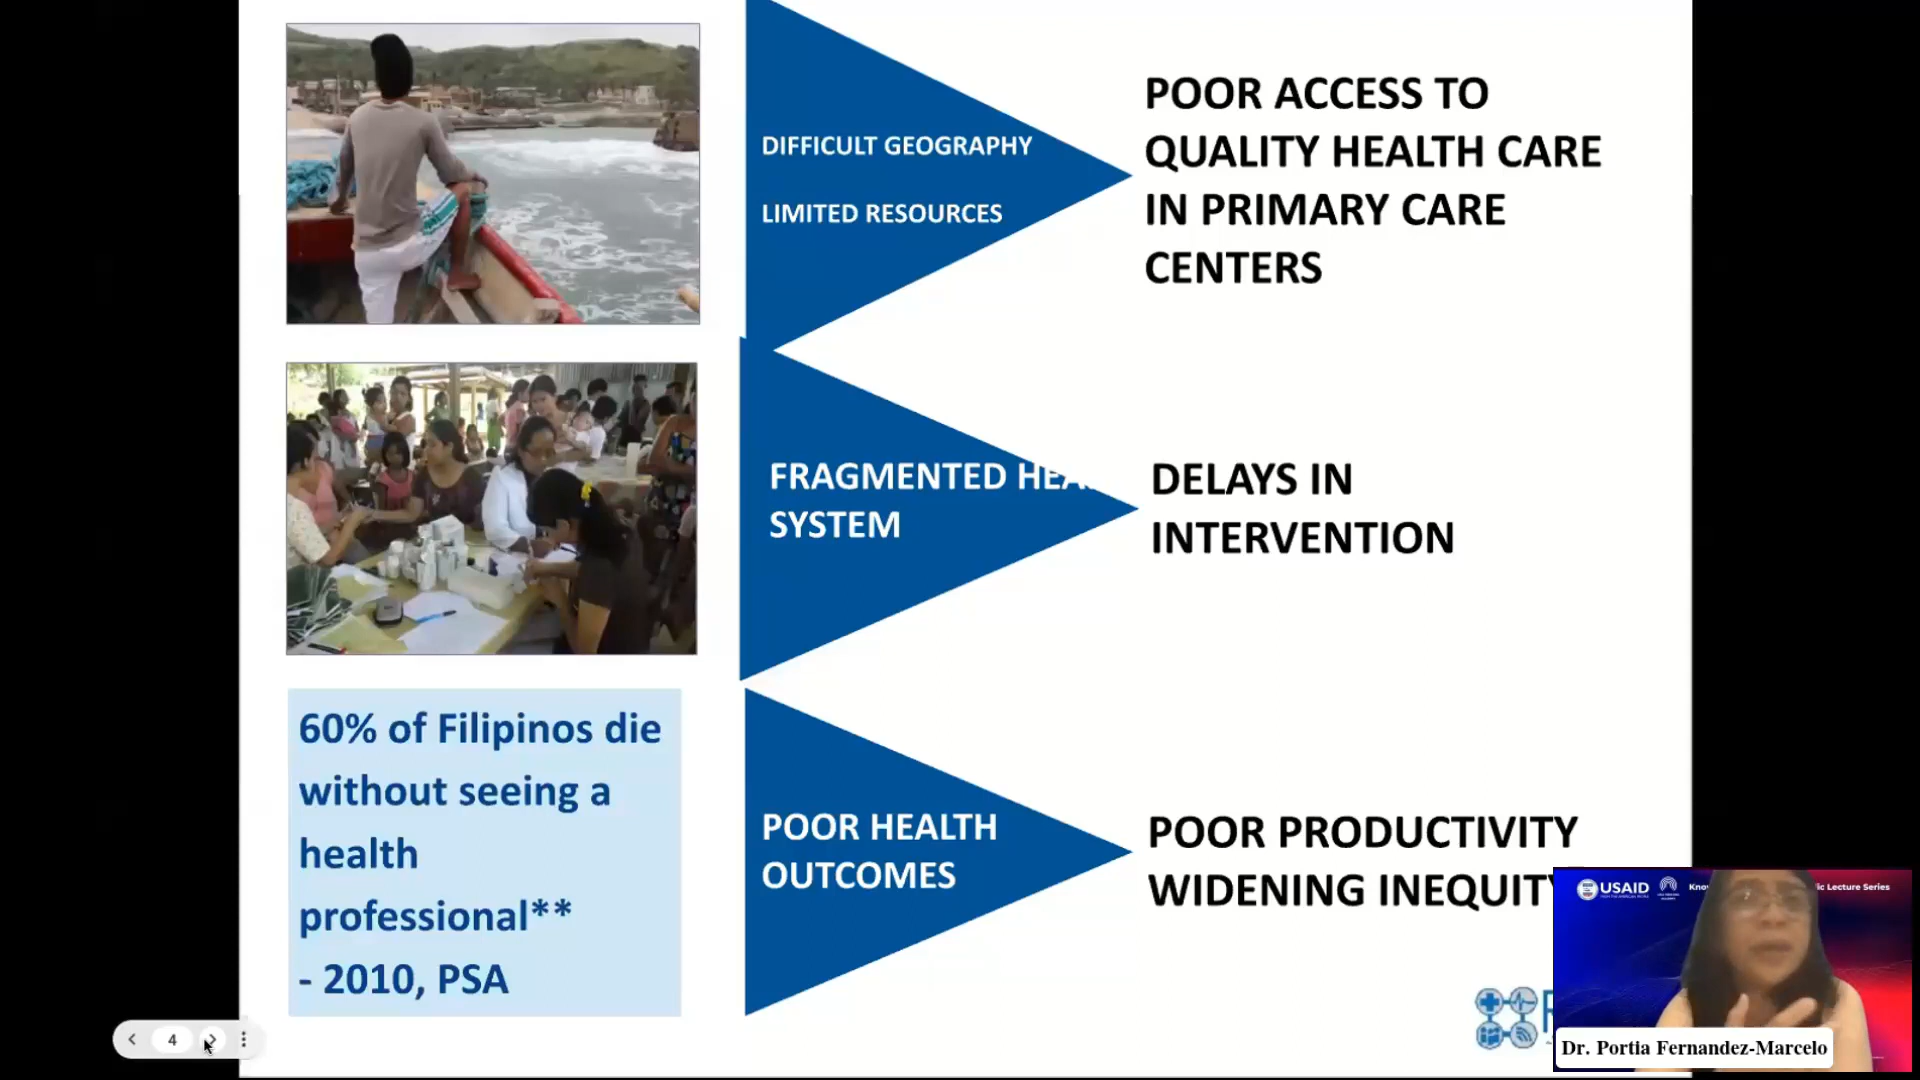 DIFFICULT GEOGRAPHY
LIMITED RESOURCES
POOR ACCESS TO
QUALITY HEALTH CARE
IN PRIMARY CARE
CENTERS
FRAGMENTED HEA
SYSTEM
DELAYS IN
INTERVENTION
60% of Filipinos die
without seeing a
health
professional**
- 2010, PSA
POOR HEALTH
OUTCOMES
POOR PRODUCTIVITY
WIDENING INEQUITY
USAID
Lecture Series
Dr. Portia Fernandez-Marcelo
4